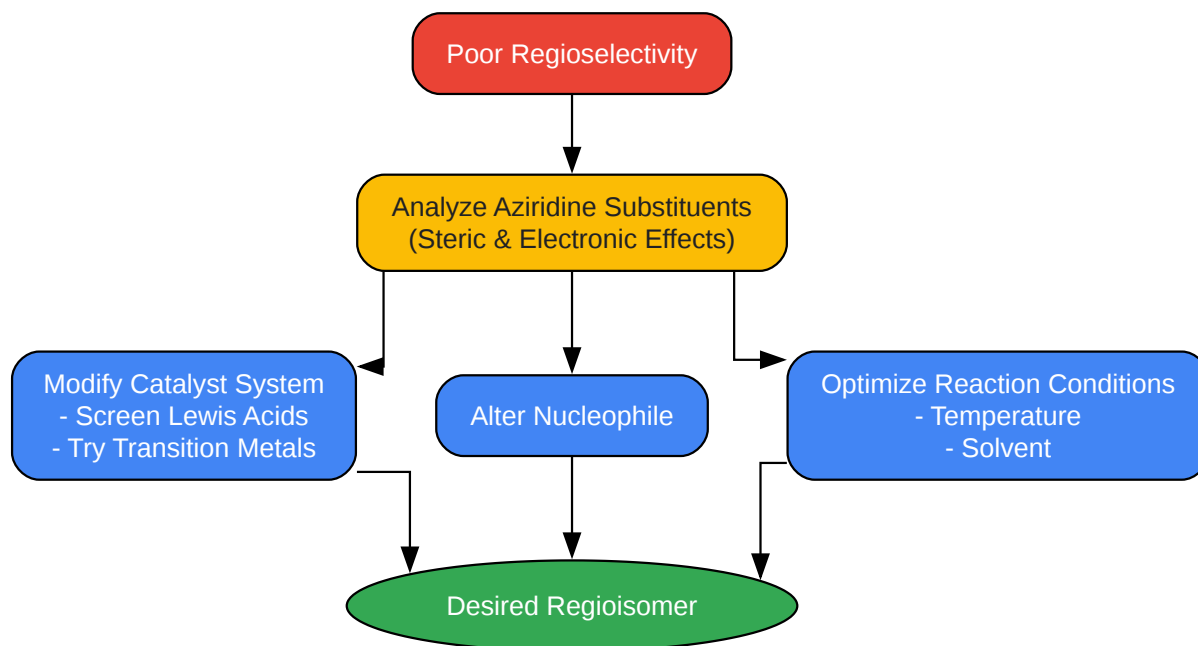 Poor Regioselectivity
Analyze Aziridine Substituents
(Steric & Electronic Effects)
Modify Catalyst System
- Screen Lewis Acids
- Try Transition Metals
Alter Nucleophile
Optimize Reaction Conditions
- Temperature
- Solvent
Desired Regioisomer